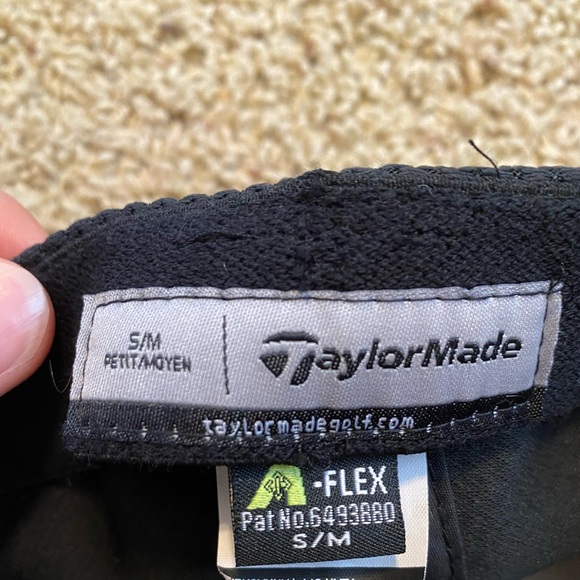 S/M
PETIT/MOYEN
TaylorMade
taylormadegolf.com
A-FLEX
Pat No.6493880
S/M